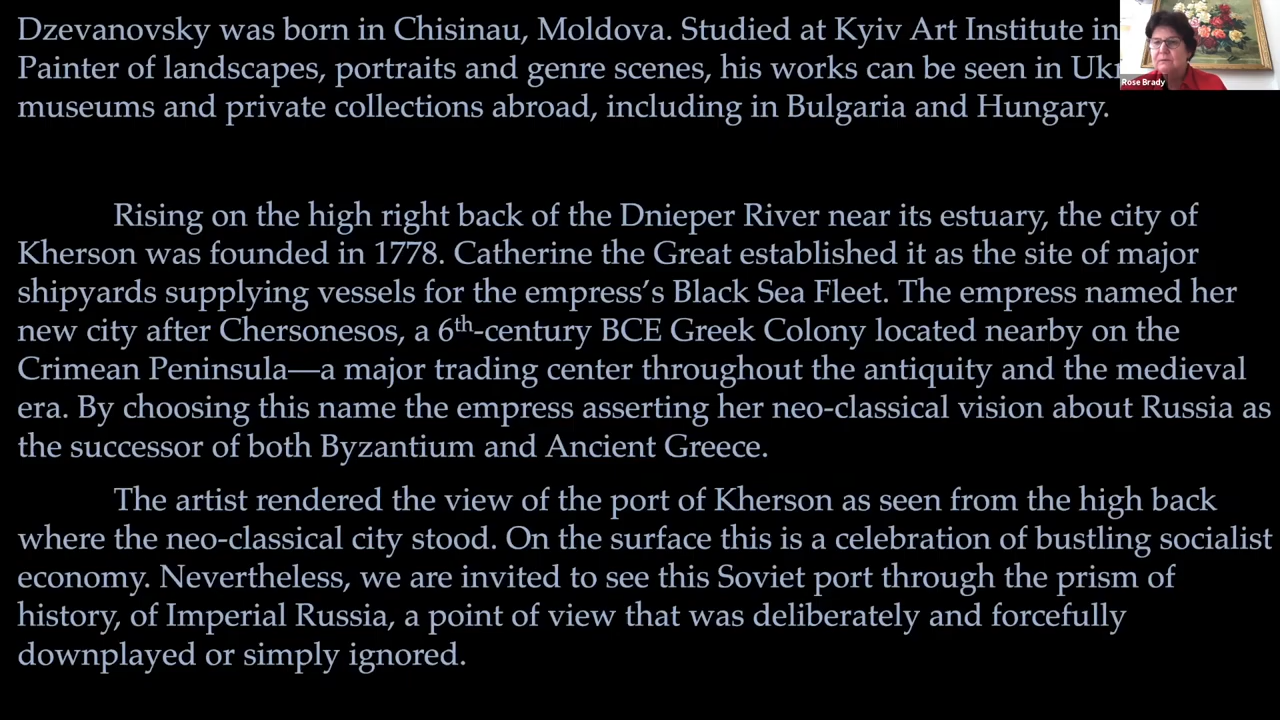 Dzevanovsky was born in Chisinau, Moldova. Studied at Kyiv Art Institute in
Painter of landscapes, portraits and genre scenes, his works can be seen in
museums and private collections abroad, including in Bulgaria and Hungary.
Rose Brady
Rising on the high right back of the Dnieper River near its estuary, the city of
Kherson was founded in 1778. Catherine the Great established it as the site of major
shipyards supplying vessels for the empress's Black Sea Fleet. The empress named her
new city after Chersonesos, a 6th-century BCE Greek Colony located nearby on the
Crimean Peninsula—a major trading center throughout the antiquity and the medieval
era. By choosing this name the empress asserting her neo-classical vision about Russia as
the successor of both Byzantium and Ancient Greece.
The artist rendered the view of the port of Kherson as seen from the high back
where the neo-classical city stood. On the surface this is a celebration of bustling socialist
economy. Nevertheless, we are invited to see this Soviet port through the prism of
history, of Imperial Russia, a point of view that was deliberately and forcefully
downplayed or simply ignored.